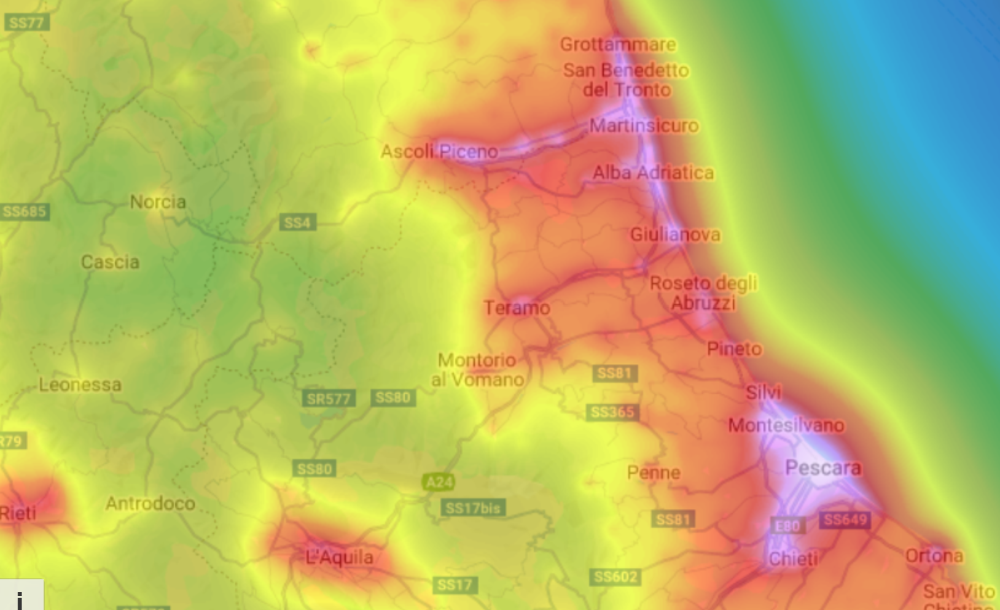 SS77
Grottammare
San Benedetto
del Tronto
Martinsicuro
Ascoli Piceno
Alba Adriatica
Norcia
SS685
SS4
Giulianova
Cascia
Roseto degli
Abruzzi
Teramo
Pineto
Montorio
al Vomano
SS81
Leonessa
SR577
SS80
Silvi
SS365
Montesilvano
R79
SS80
Pescara
Penne
A24
Antrodoco
SS17bis
Rieti
SS81
SS649
E80
L'Aquila
Chieti
Ortona
SS602
SS17
San Vito
i